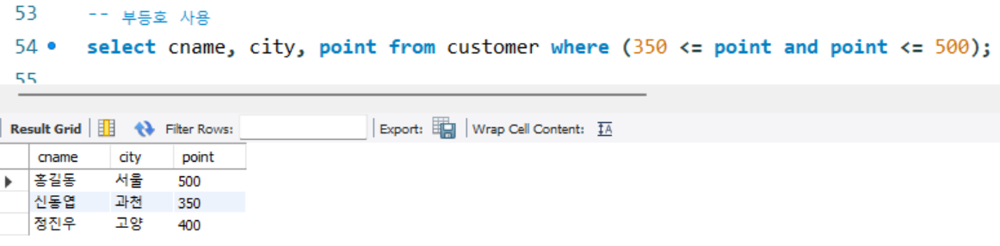 53 -- 부등호 사용
54 select cname, city, point from customer where (350 <= point and point <= 500);
55
Result Grid Filter Rows: Export: Wrap Cell Content: IA
cname city point
홍길동 서울 500
신동엽 과천 350
정진우 고양 400